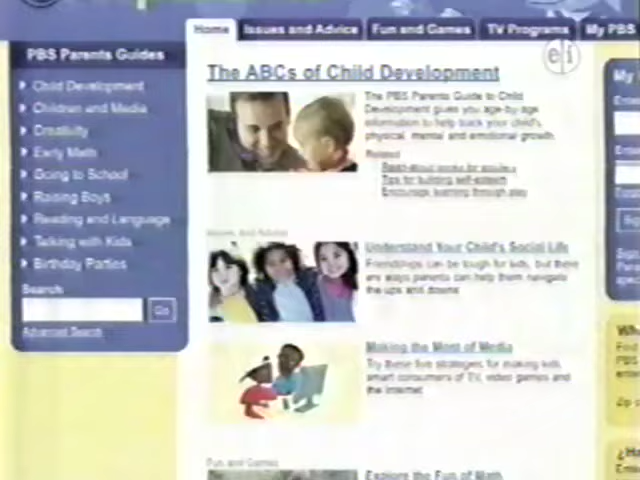 Home
Issues and Advice
Fun and Games
TV Programs
My PBS
PBS Parents Guides
Child Development
Children and Media
Creativity
Early Math
Going to School
Raising Boys
Reading and Language
Talking with Kids
Birthday Parties
Search
Go
Advanced Search
The ABCs of Child Development
The PBS Parents Guide to Child
Development gives you age-by-age
information to help track your child's
physical, mental and emotional growth.
Related
Tips for building self-esteem
Encourage learning through play
Issues and Advice
Understand Your Child's Social Life
Friendships can be tough for kids, but there
are ways parents can help them navigate
the ups and downs
Making the Most of Media
Try these five strategies for making kids
smart consumers of TV, video games and
the Internet
Fun and Games
Explore the Fun of Math
e/i
My
Find
PBS
Zip